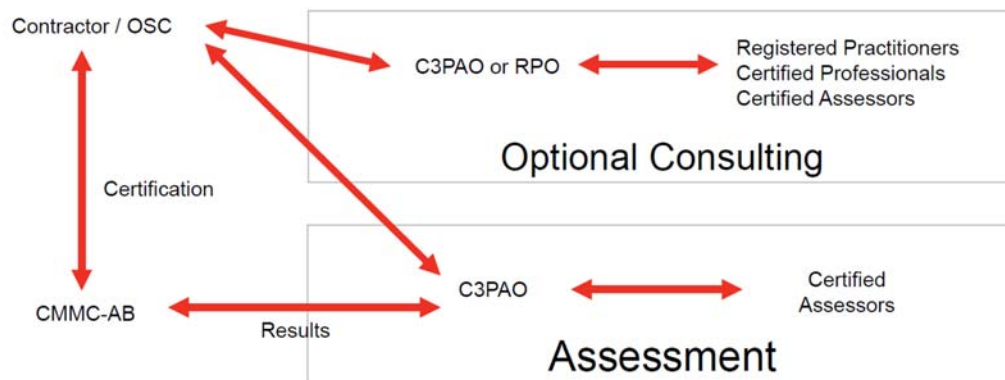 Contractor / OSC
C3PAO or RPO
Registered Practitioners
Certified Professionals
Certified Assessors
Optional Consulting
Certification
C3PAO
Certified
Assessors
CMMC-AB
Results
Assessment